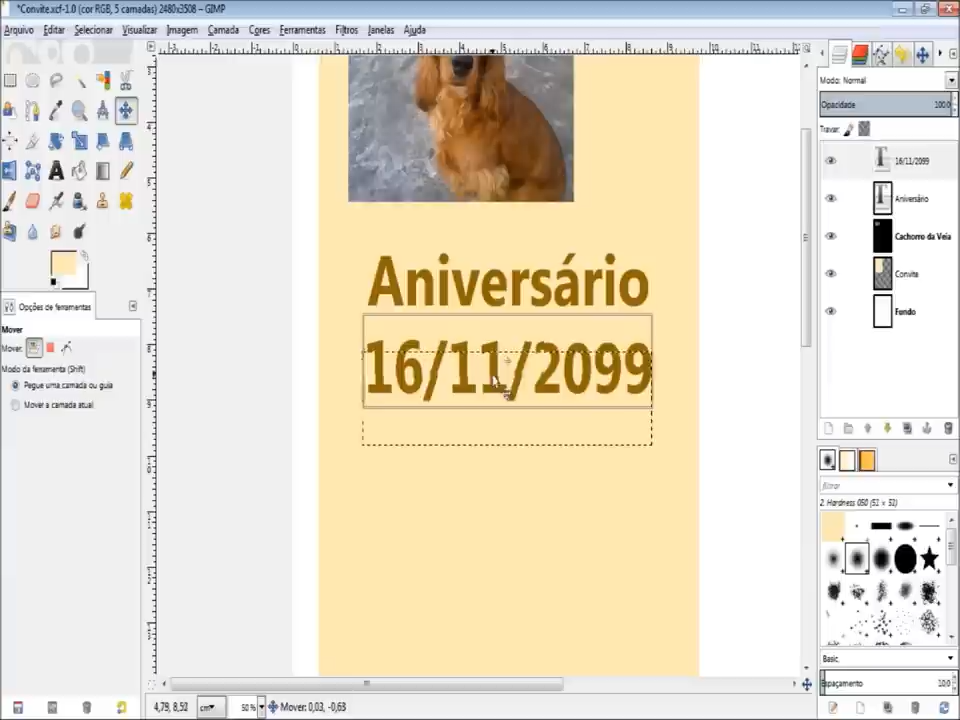 *Convite.xcf-1.0 (cor RGB, 5 camadas) 2480x3508 – GIMP
Arquivo Editar Selecionar Visualizar Imagem Camada Cores Ferramentas Filtros Janelas Ajuda
Modo: Normal
Opacidade 100,0
Travar:
16/11/2099
Aniversário
Cachorro da Veia
Convite
Fundo
Opções de ferramentas
Mover
Mover:
Modo da ferramenta (Shift)
Pegue uma camada ou guia
Mover a camada atual
Aniversário
16/11/2099
filtrar
2. Hardness 050 (51 × 51)
Basic,
Espaçamento 10,0
4,79, 8,52 cm 50 % Mover: 0,03, -0,63